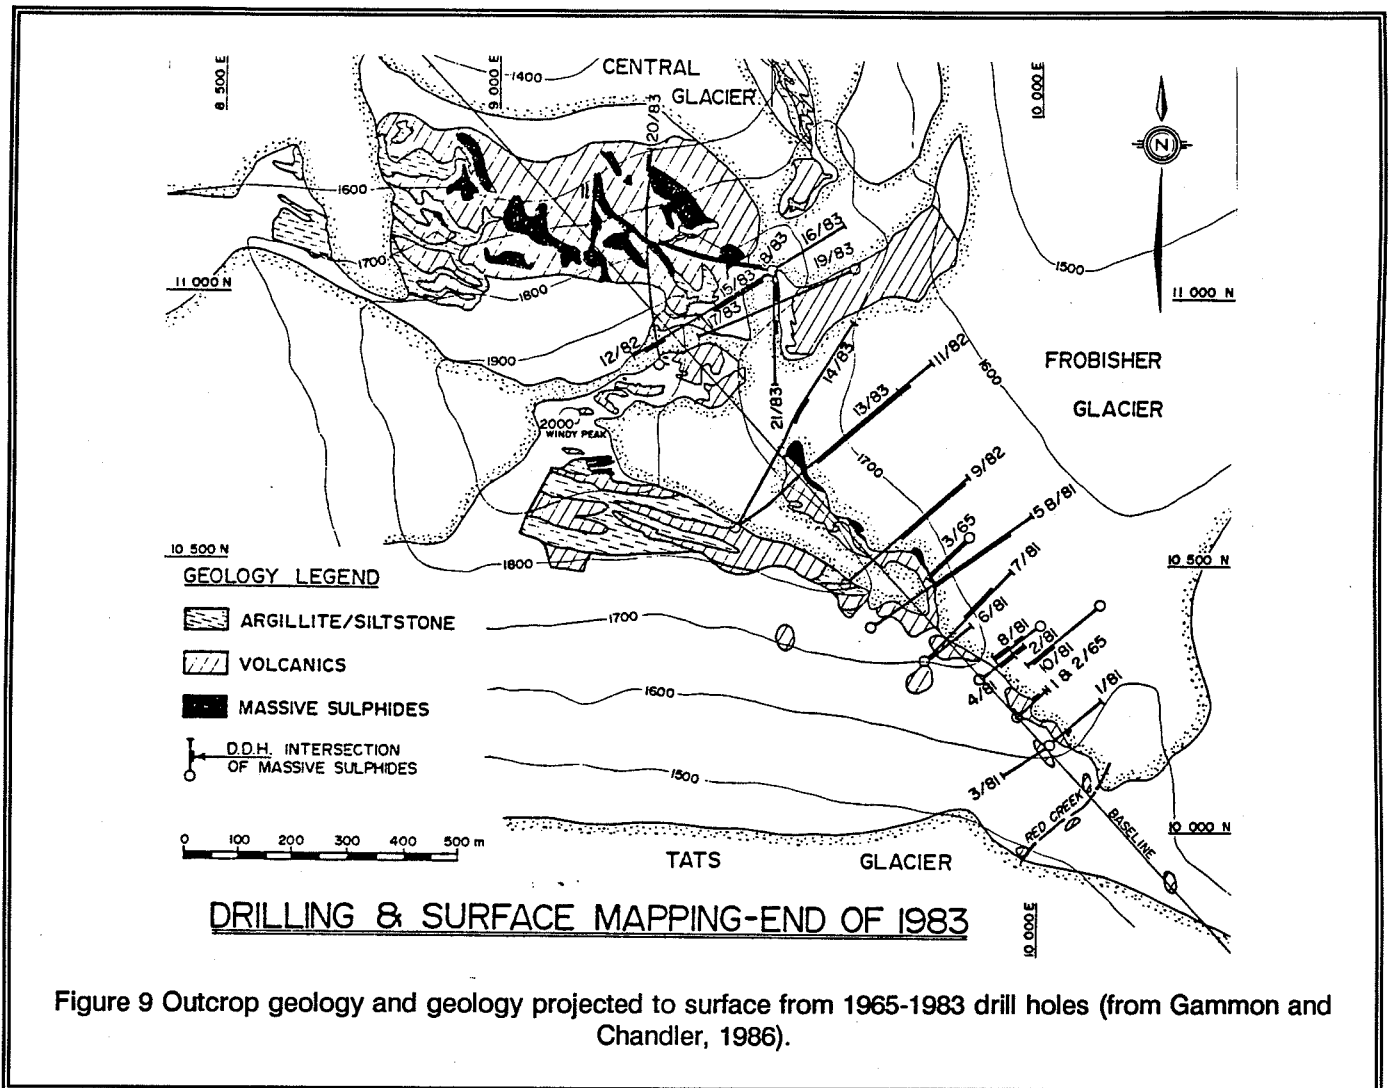 8 500 E
9 000 E
10 000 E
1400
CENTRAL
GLACIER
20/83
N
1600
1700
11 000 N
1800
1900
18/83
16/83
19/83
15/83
17/83
12/82
1500
11 000 N
14/83
21/83
13/83
11/82
1600
FROBISHER
GLACIER
2000
WINDY PEAK
1700
9/82
5 8/81
3/65
7/81
10 500 N
10 500 N
1800
GEOLOGY LEGEND
ARGILLITE/SILTSTONE
VOLCANICS
MASSIVE SULPHIDES
D.D.H. INTERSECTION
OF MASSIVE SULPHIDES
1700
6/81
8/81
2/81
10/81
1 & 2/65
4/81
1/81
1600
1500
3/81
RED CREEK
BASELINE
10 000 N
0 100 200 300 400 500 m
TATS GLACIER
10 000 E
DRILLING & SURFACE MAPPING-END OF 1983
Figure 9 Outcrop geology and geology projected to surface from 1965-1983 drill holes (from Gammon and
Chandler, 1986).